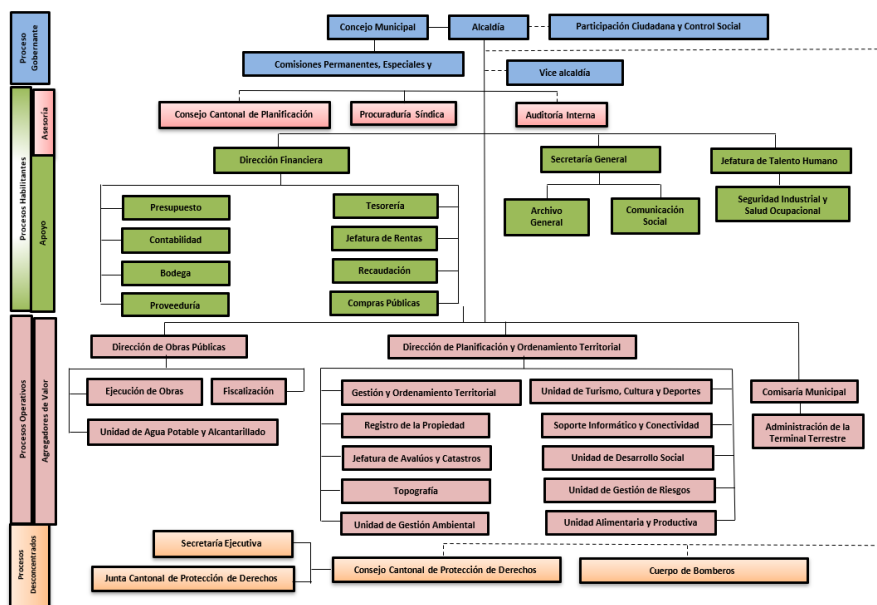 Proceso
Gobernante
Concejo Municipal
Alcaldía
Participación Ciudadana y Control Social
Comisiones Permanentes, Especiales y
Vice alcaldía
Procesos Habilitantes
Asesoría
Consejo Cantonal de Planificación
Procuraduría Síndica
Auditoría Interna
Apoyo
Dirección Financiera
Secretaría General
Jefatura de Talento Humano
Presupuesto
Tesorería
Archivo
General
Comunicación
Social
Seguridad Industrial y
Salud Ocupacional
Contabilidad
Jefatura de Rentas
Bodega
Recaudación
Proveeduría
Compras Públicas
Procesos Operativos
Agregadores de Valor
Dirección de Obras Públicas
Dirección de Planificación y Ordenamiento Territorial
Ejecución de Obras
Fiscalización
Gestión y Ordenamiento Territorial
Unidad de Turismo, Cultura y Deportes
Comisaría Municipal
Unidad de Agua Potable y Alcantarillado
Registro de la Propiedad
Soporte Informático y Conectividad
Administración de la
Terminal Terrestre
Jefatura de Avalúos y Catastros
Unidad de Desarrollo Social
Topografía
Unidad de Gestión de Riesgos
Unidad de Gestión Ambiental
Unidad Alimentaria y Productiva
Procesos
Desconcentrados
Secretaría Ejecutiva
Junta Cantonal de Protección de Derechos
Consejo Cantonal de Protección de Derechos
Cuerpo de Bomberos